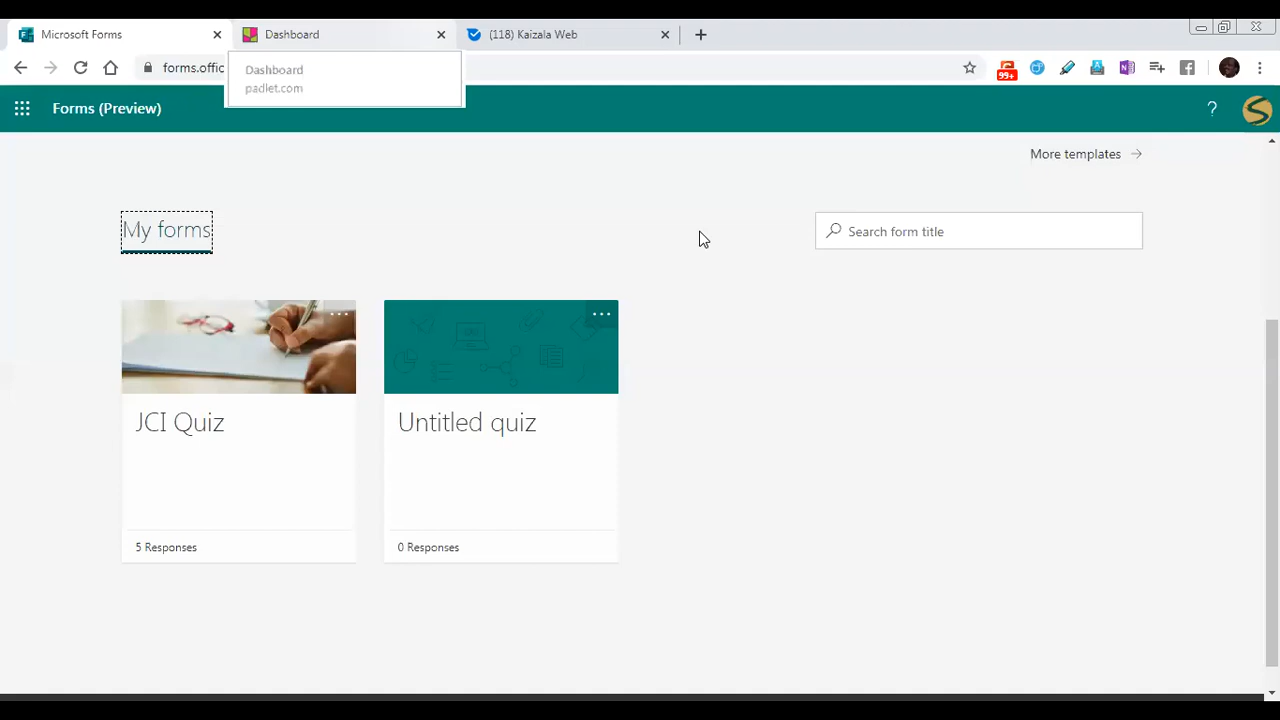 Microsoft Forms
Dashboard
(118) Kaizala Web
forms.offic
Dashboard
padlet.com
99+
Forms (Preview)
?
More templates
My forms
Search form title
JCI Quiz
Untitled quiz
5 Responses
0 Responses